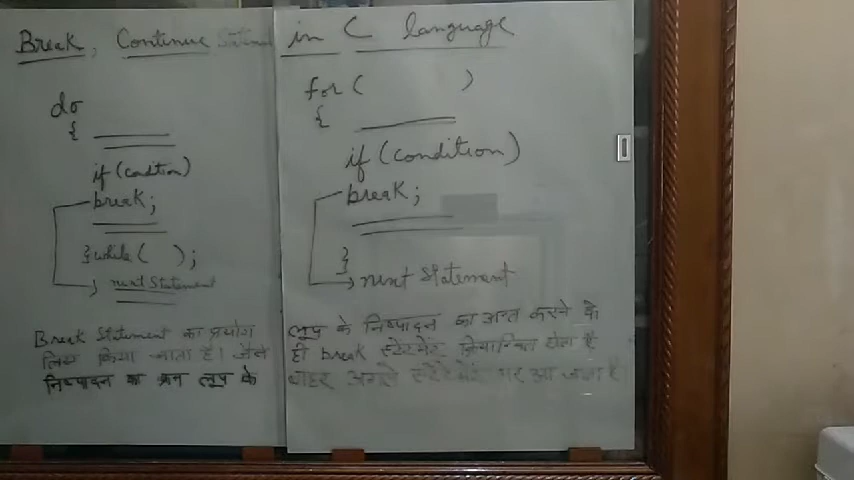 Break, Continue Statement in C language
do
{
if (condition)
break;
} while ( );
next Statement
for ( )
{
if (condition)
break;
}
next Statement
Break Statement का प्रयोग लूप के निष्पादन का अन्त करने के
लिए किया जाता है। जैसे ही break स्टेटमेंट क्रियान्वित होता है
निष्पादन का क्रम लूप के बाहर अगले स्टेटमेंट पर आ जाता है